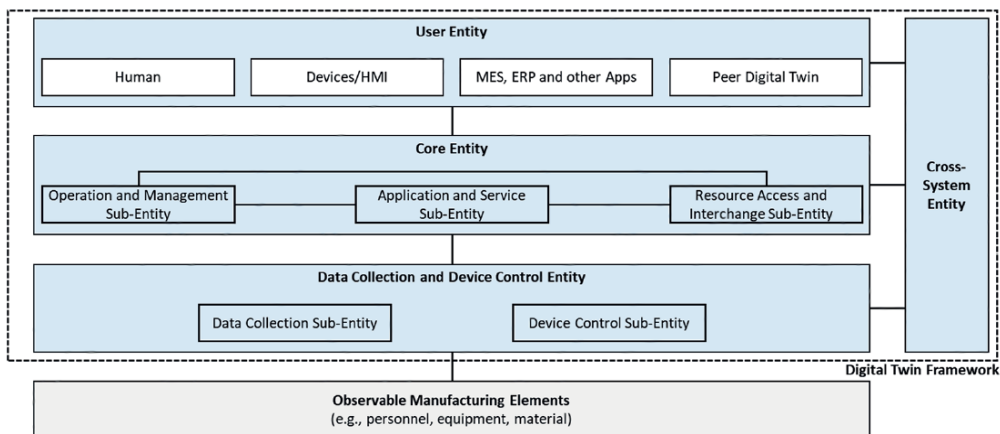 User Entity
Human
Devices/HMI
MES, ERP and other Apps
Peer Digital Twin
Core Entity
Operation and Management
Sub-Entity
Application and Service
Sub-Entity
Resource Access and
Interchange Sub-Entity
Cross-
System
Entity
Data Collection and Device Control Entity
Data Collection Sub-Entity
Device Control Sub-Entity
Digital Twin Framework
Observable Manufacturing Elements
(e.g., personnel, equipment, material)